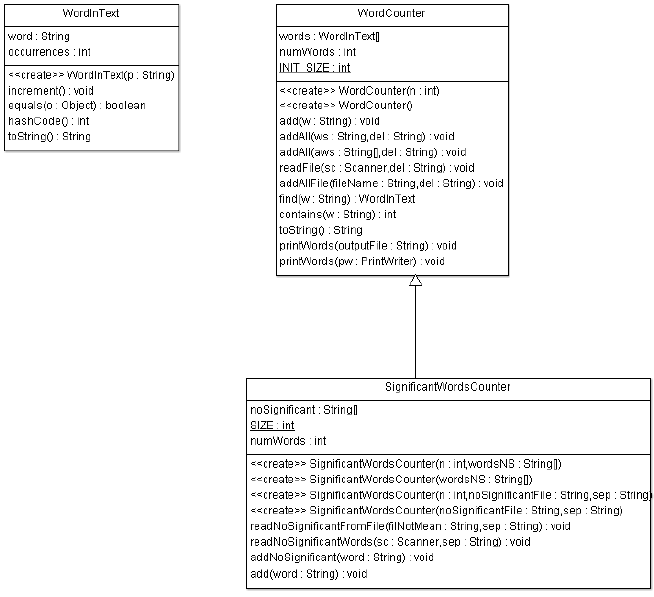 WordInText
word : String
occurrences : int
<<create>> WordInText(p : String)
increment() : void
equals(o : Object) : boolean
hashCode() : int
toString() : String
WordCounter
words : WordInText[]
numWords : int
INIT_SIZE : int
<<create>> WordCounter(n : int)
<<create>> WordCounter()
add(w : String) : void
addAll(ws : String,del : String) : void
addAll(aws : String[],del : String) : void
readFile(sc : Scanner,del : String) : void
addAllFile(fileName : String,del : String) : void
find(w : String) : WordInText
contains(w : String) : int
toString() : String
printWords(outputFile : String) : void
printWords(pw : PrintWriter) : void
SignificantWordsCounter
noSignificant : String[]
SIZE : int
numWords : int
<<create>> SignificantWordsCounter(n : int,wordsNS : String[])
<<create>> SignificantWordsCounter(wordsNS : String[])
<<create>> SignificantWordsCounter(n : int,noSignificantFile : String,sep : String)
<<create>> SignificantWordsCounter(noSignificantFile : String,sep : String)
readNoSignificantFromFile(filNotMean : String,sep : String) : void
readNoSignificantWords(sc : Scanner,sep : String) : void
addNoSignificant(word : String) : void
add(word : String) : void